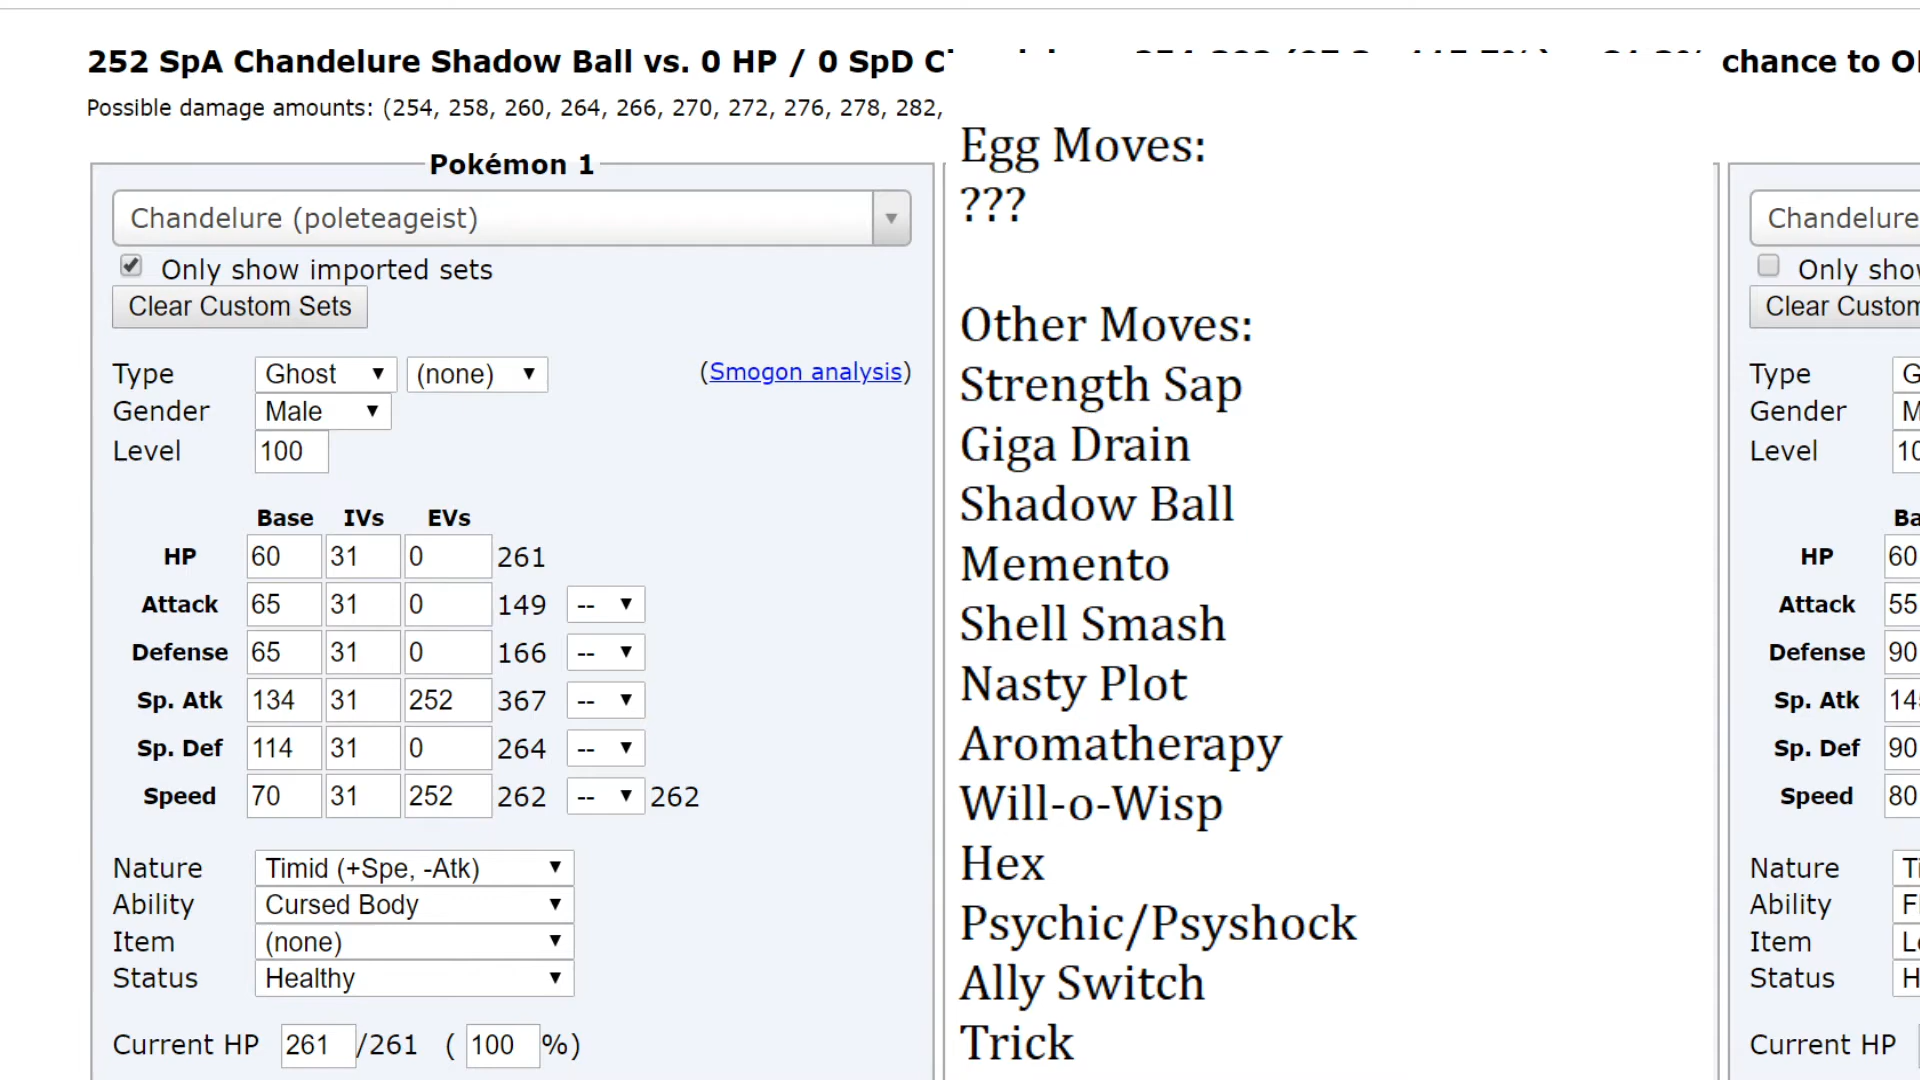 252 SpA Chandelure Shadow Ball vs. 0 HP / 0 SpD C chance to O
Possible damage amounts: (254, 258, 260, 264, 266, 270, 272, 276, 278, 282,
Pokémon 1
Chandelure (poleteageist)
Only show imported sets
Clear Custom Sets
Type Ghost (none) (Smogon analysis)
Gender Male
Level 100
Base IVs EVs
HP 60 31 0 261
Attack 65 31 0 149 --
Defense 65 31 0 166 --
Sp. Atk 134 31 252 367 --
Sp. Def 114 31 0 264 --
Speed 70 31 252 262 -- 262
Nature Timid (+Spe, -Atk)
Ability Cursed Body
Item (none)
Status Healthy
Current HP 261 /261 ( 100 %)
Egg Moves:
???
Other Moves:
Strength Sap
Giga Drain
Shadow Ball
Memento
Shell Smash
Nasty Plot
Aromatherapy
Will-o-Wisp
Hex
Psychic/Psyshock
Ally Switch
Trick
Chandelure
Only show
Clear Custom
Type G
Gender M
Level 10
Ba
HP 60
Attack 55
Defense 90
Sp. Atk 145
Sp. Def 90
Speed 80
Nature Ti
Ability Fl
Item Le
Status H
Current HP